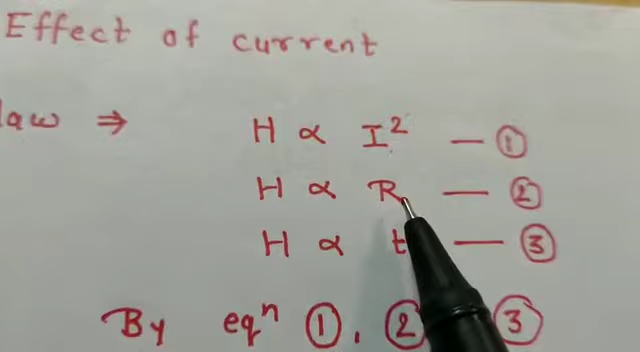 Effect of current
law ⇒ H ∝ I² — ①
H ∝ R — ②
H ∝ t — ③
By eqⁿ ①, ② ③